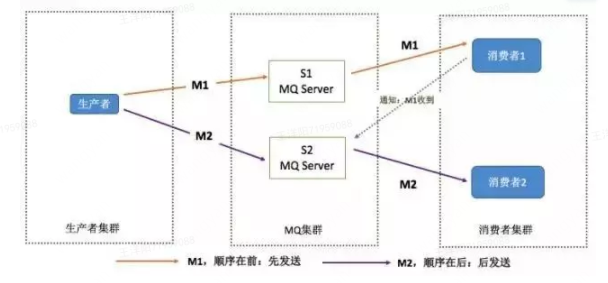 M1
消费者1
S1
MQ Server
M1
生产者
通知：M1收到
M2
S2
MQ Server
M2
消费者2
生产者集群
MQ集群
消费者集群
M1，顺序在前：先发送
M2，顺序在后：后发送